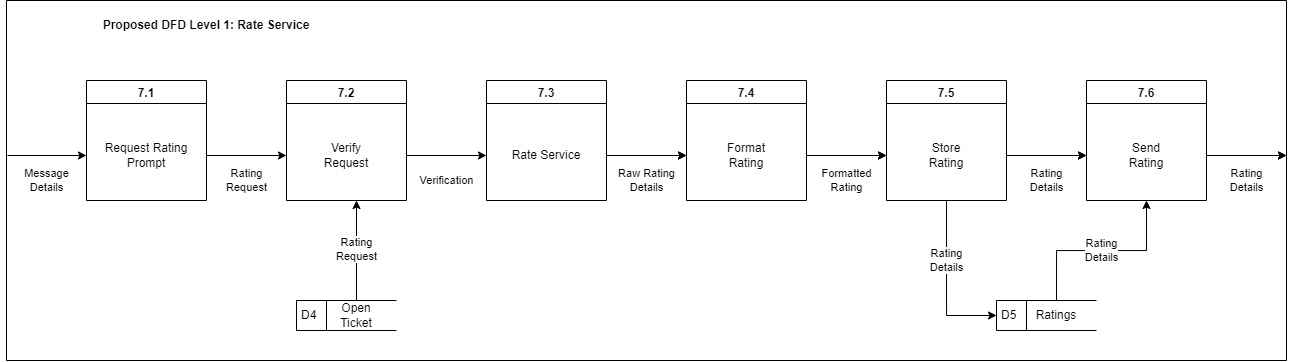 Proposed DFD Level 1: Rate Service
7.1
7.2
7.3
7.4
7.5
7.6
Request Rating
Prompt
Verify
Request
Rate Service
Format
Rating
Store
Rating
Send
Rating
Message
Details
Rating
Request
Verification
Raw Rating
Details
Formatted
Rating
Rating
Details
Rating
Details
Rating
Request
Rating
Details
Rating
Details
D4
Open
Ticket
D5
Ratings